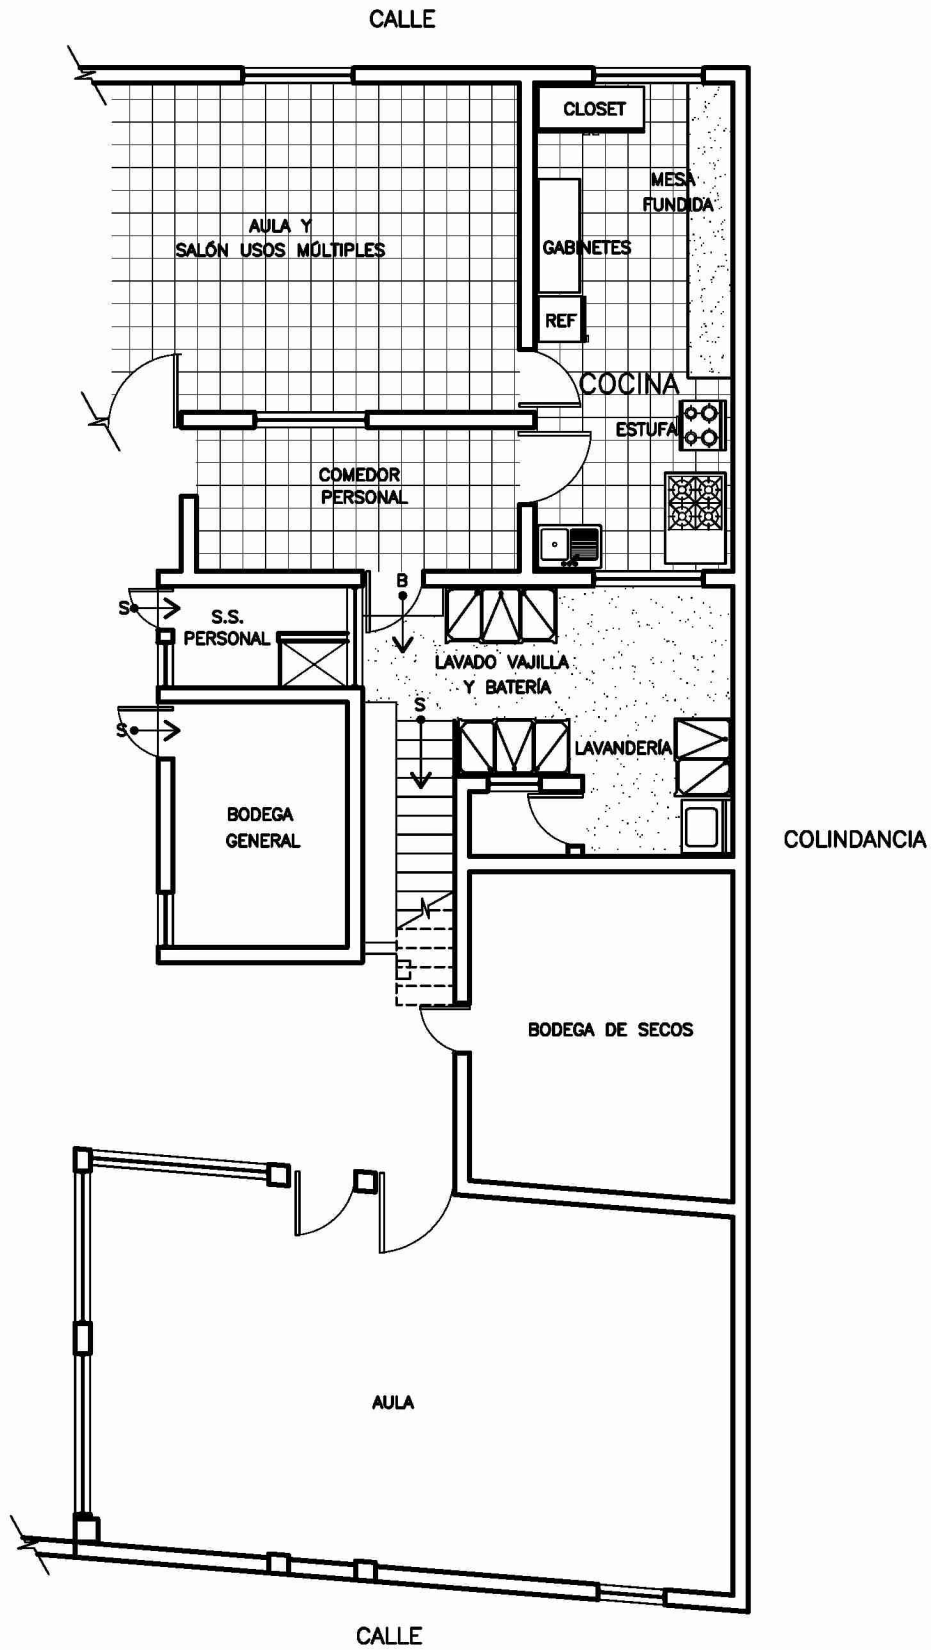 CALLE
CLOSET
MESA
FUNDIDA
AULA Y
SALÓN USOS MÚLTIPLES
GABINETES
REF
COCINA
ESTUFA
COMEDOR
PERSONAL
B
S
S.S.
PERSONAL
LAVADO VAJILLA
Y BATERÍA
S
S
LAVANDERÍA
BODEGA
GENERAL
COLINDANCIA
BODEGA DE SECOS
AULA
CALLE